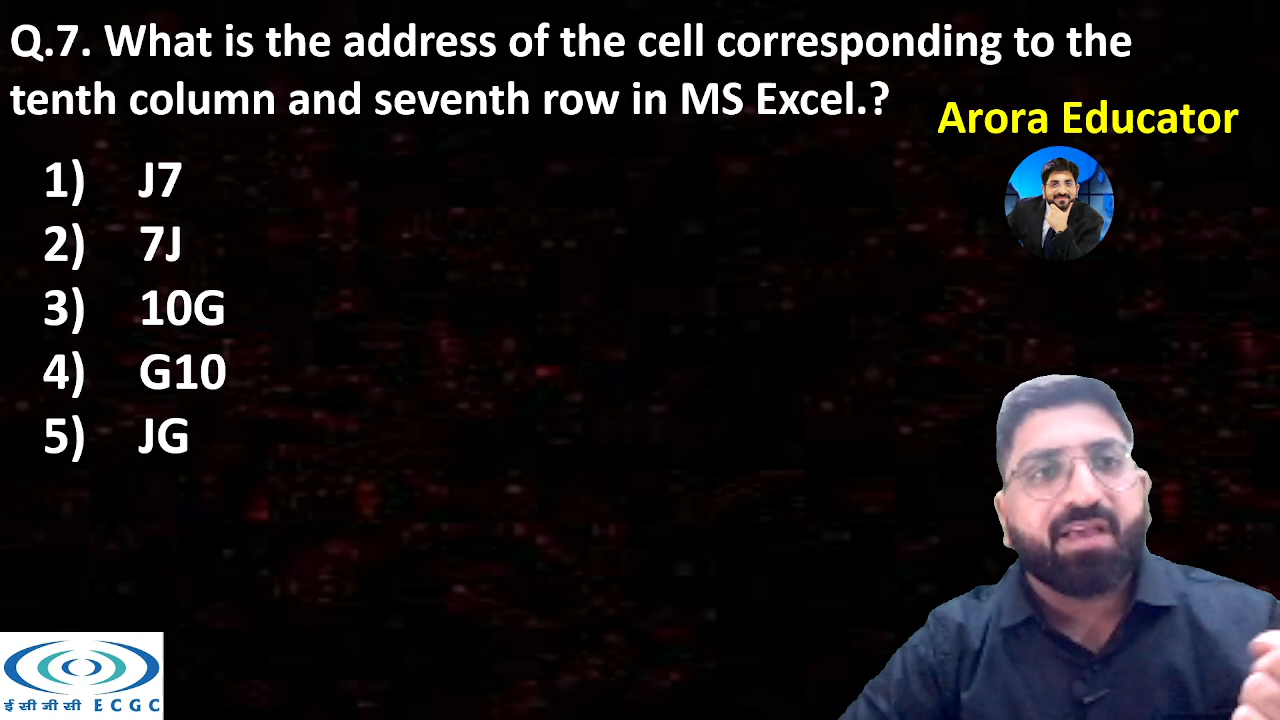 Q.7. What is the address of the cell corresponding to the
tenth column and seventh row in MS Excel.?
Arora Educator
1) J7
2) 7J
3) 10G
4) G10
5) JG
ई सी जी सी E C G C